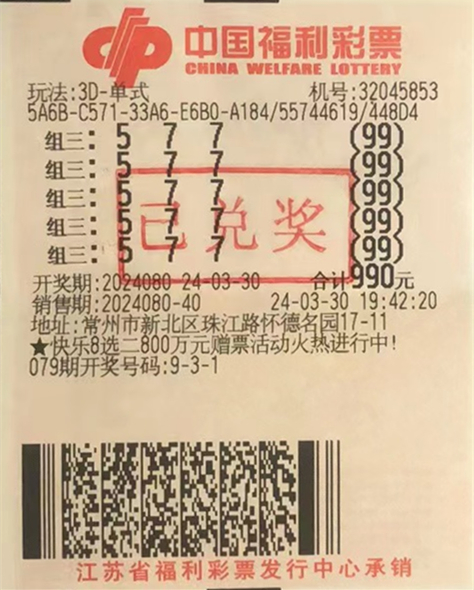 中国福利彩票
CHINA WELFARE LOTTERY
玩法:3D-单式 机号:32045853
5A6B-C571-33A6-E6B0-A184/55744619/448D4
组三: 5 7 7 (99)
组三: 5 7 7 (99)
组三: 5 7 7 (99)
组三: 5 7 7 (99)
组三: 5 7 7 (99)
已兑奖
开奖期:2024080 24-03-30 合计990元
销售期:2024080-40 24-03-30 19:42:20
地址:常州市新北区珠江路怀德名园17-11
★快乐8选二800万元赠票活动火热进行中!
079期开奖号码:9-3-1
江苏省福利彩票发行中心承销